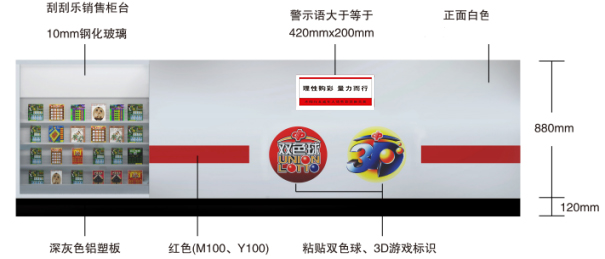 刮刮乐销售柜台
10mm钢化玻璃
警示语大于等于
420mmx200mm
正面白色
理性购彩 量力而行
双色球
UNION
LOTTO
3D
880mm
120mm
深灰色铝塑板
红色(M100、Y100)
粘贴双色球、3D游戏标识